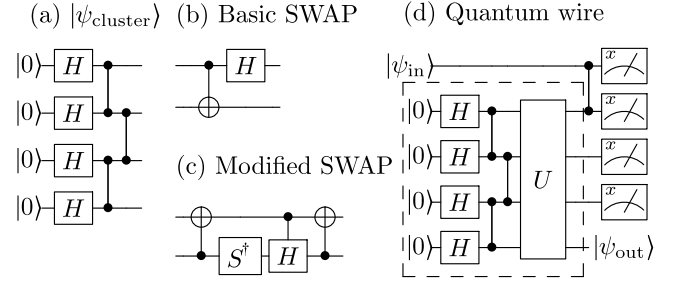 (a) |ψcluster⟩
|0⟩ H
|0⟩ H
|0⟩ H
|0⟩ H
(b) Basic SWAP
H
(c) Modified SWAP
S† H
(d) Quantum wire
|ψin⟩ x
|0⟩ H x
|0⟩ H x
U
|0⟩ H x
|0⟩ H |ψout⟩